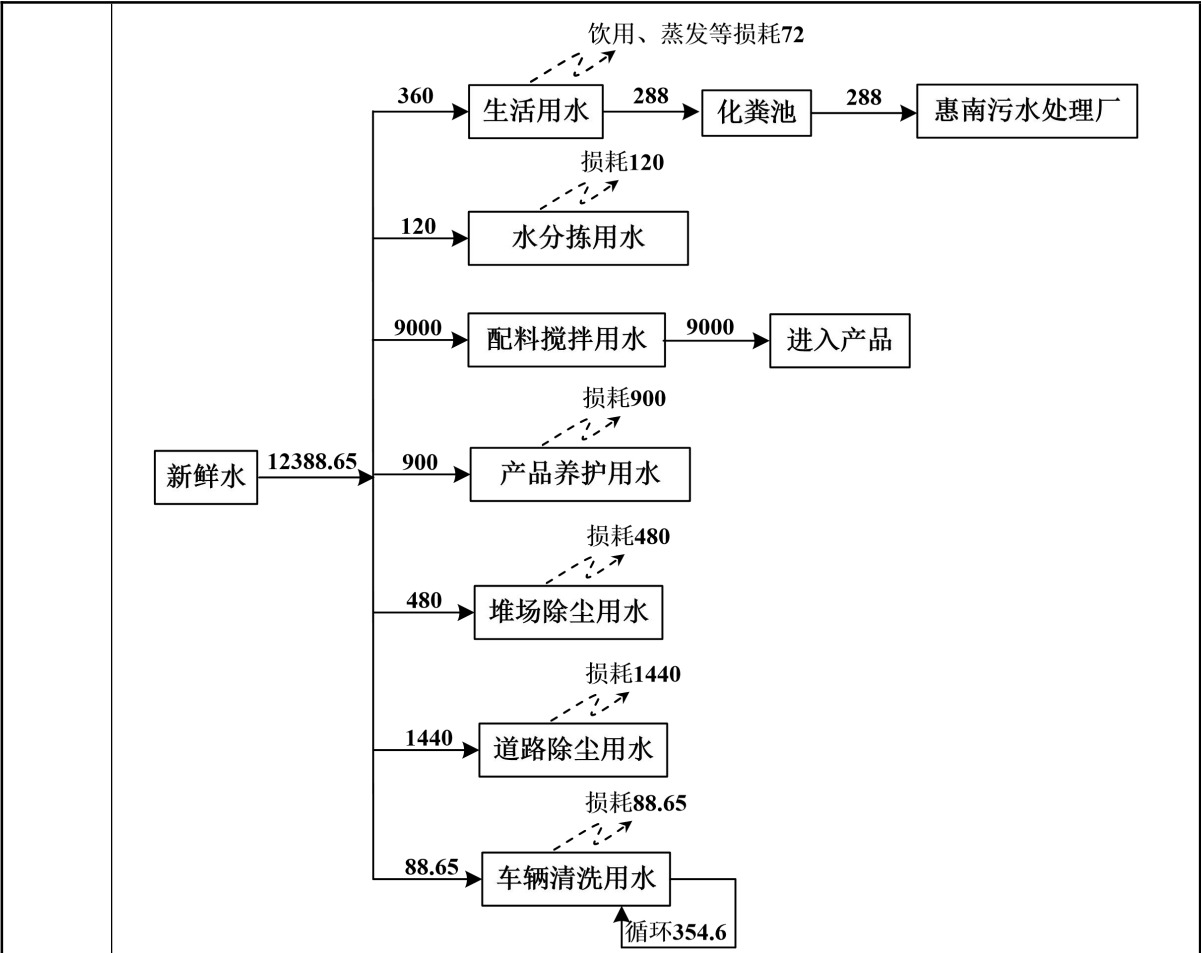 饮用、蒸发等损耗72
360
生活用水
288
化粪池
288
惠南污水处理厂
损耗120
120
水分拣用水
9000
配料搅拌用水
9000
进入产品
损耗900
新鲜水
12388.65
900
产品养护用水
损耗480
480
堆场除尘用水
损耗1440
1440
道路除尘用水
损耗88.65
88.65
车辆清洗用水
循环354.6